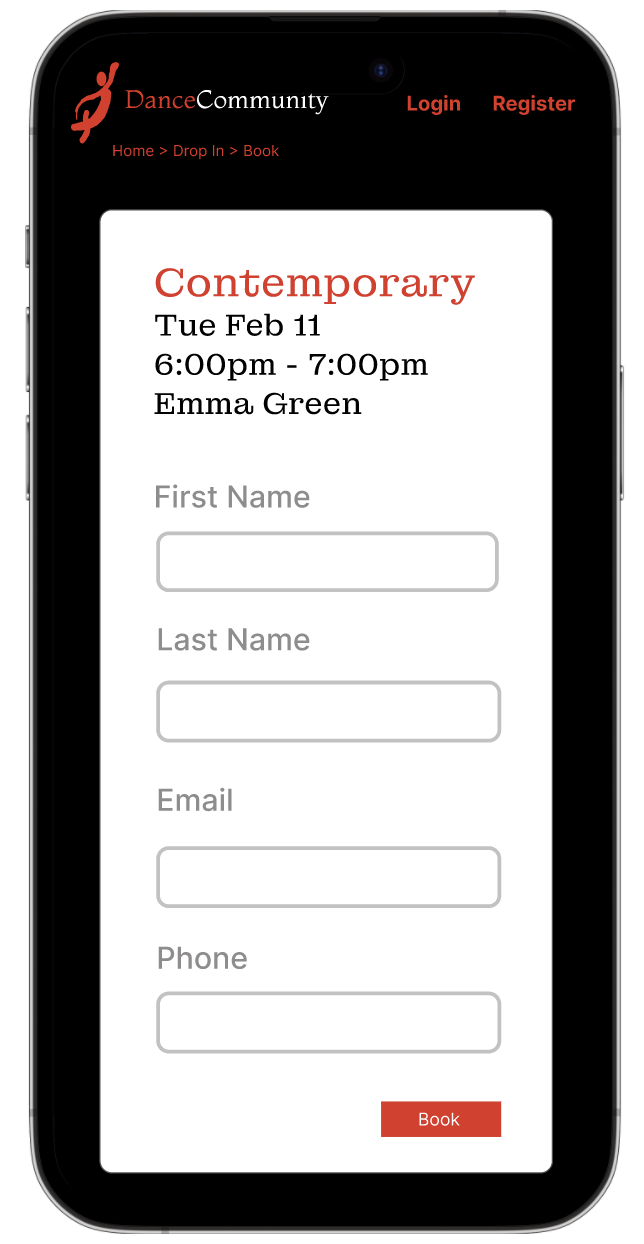 DanceCommunity
Login Register
Home > Drop In > Book
Contemporary
Tue Feb 11
6:00pm - 7:00pm
Emma Green
First Name
Last Name
Email
Phone
Book